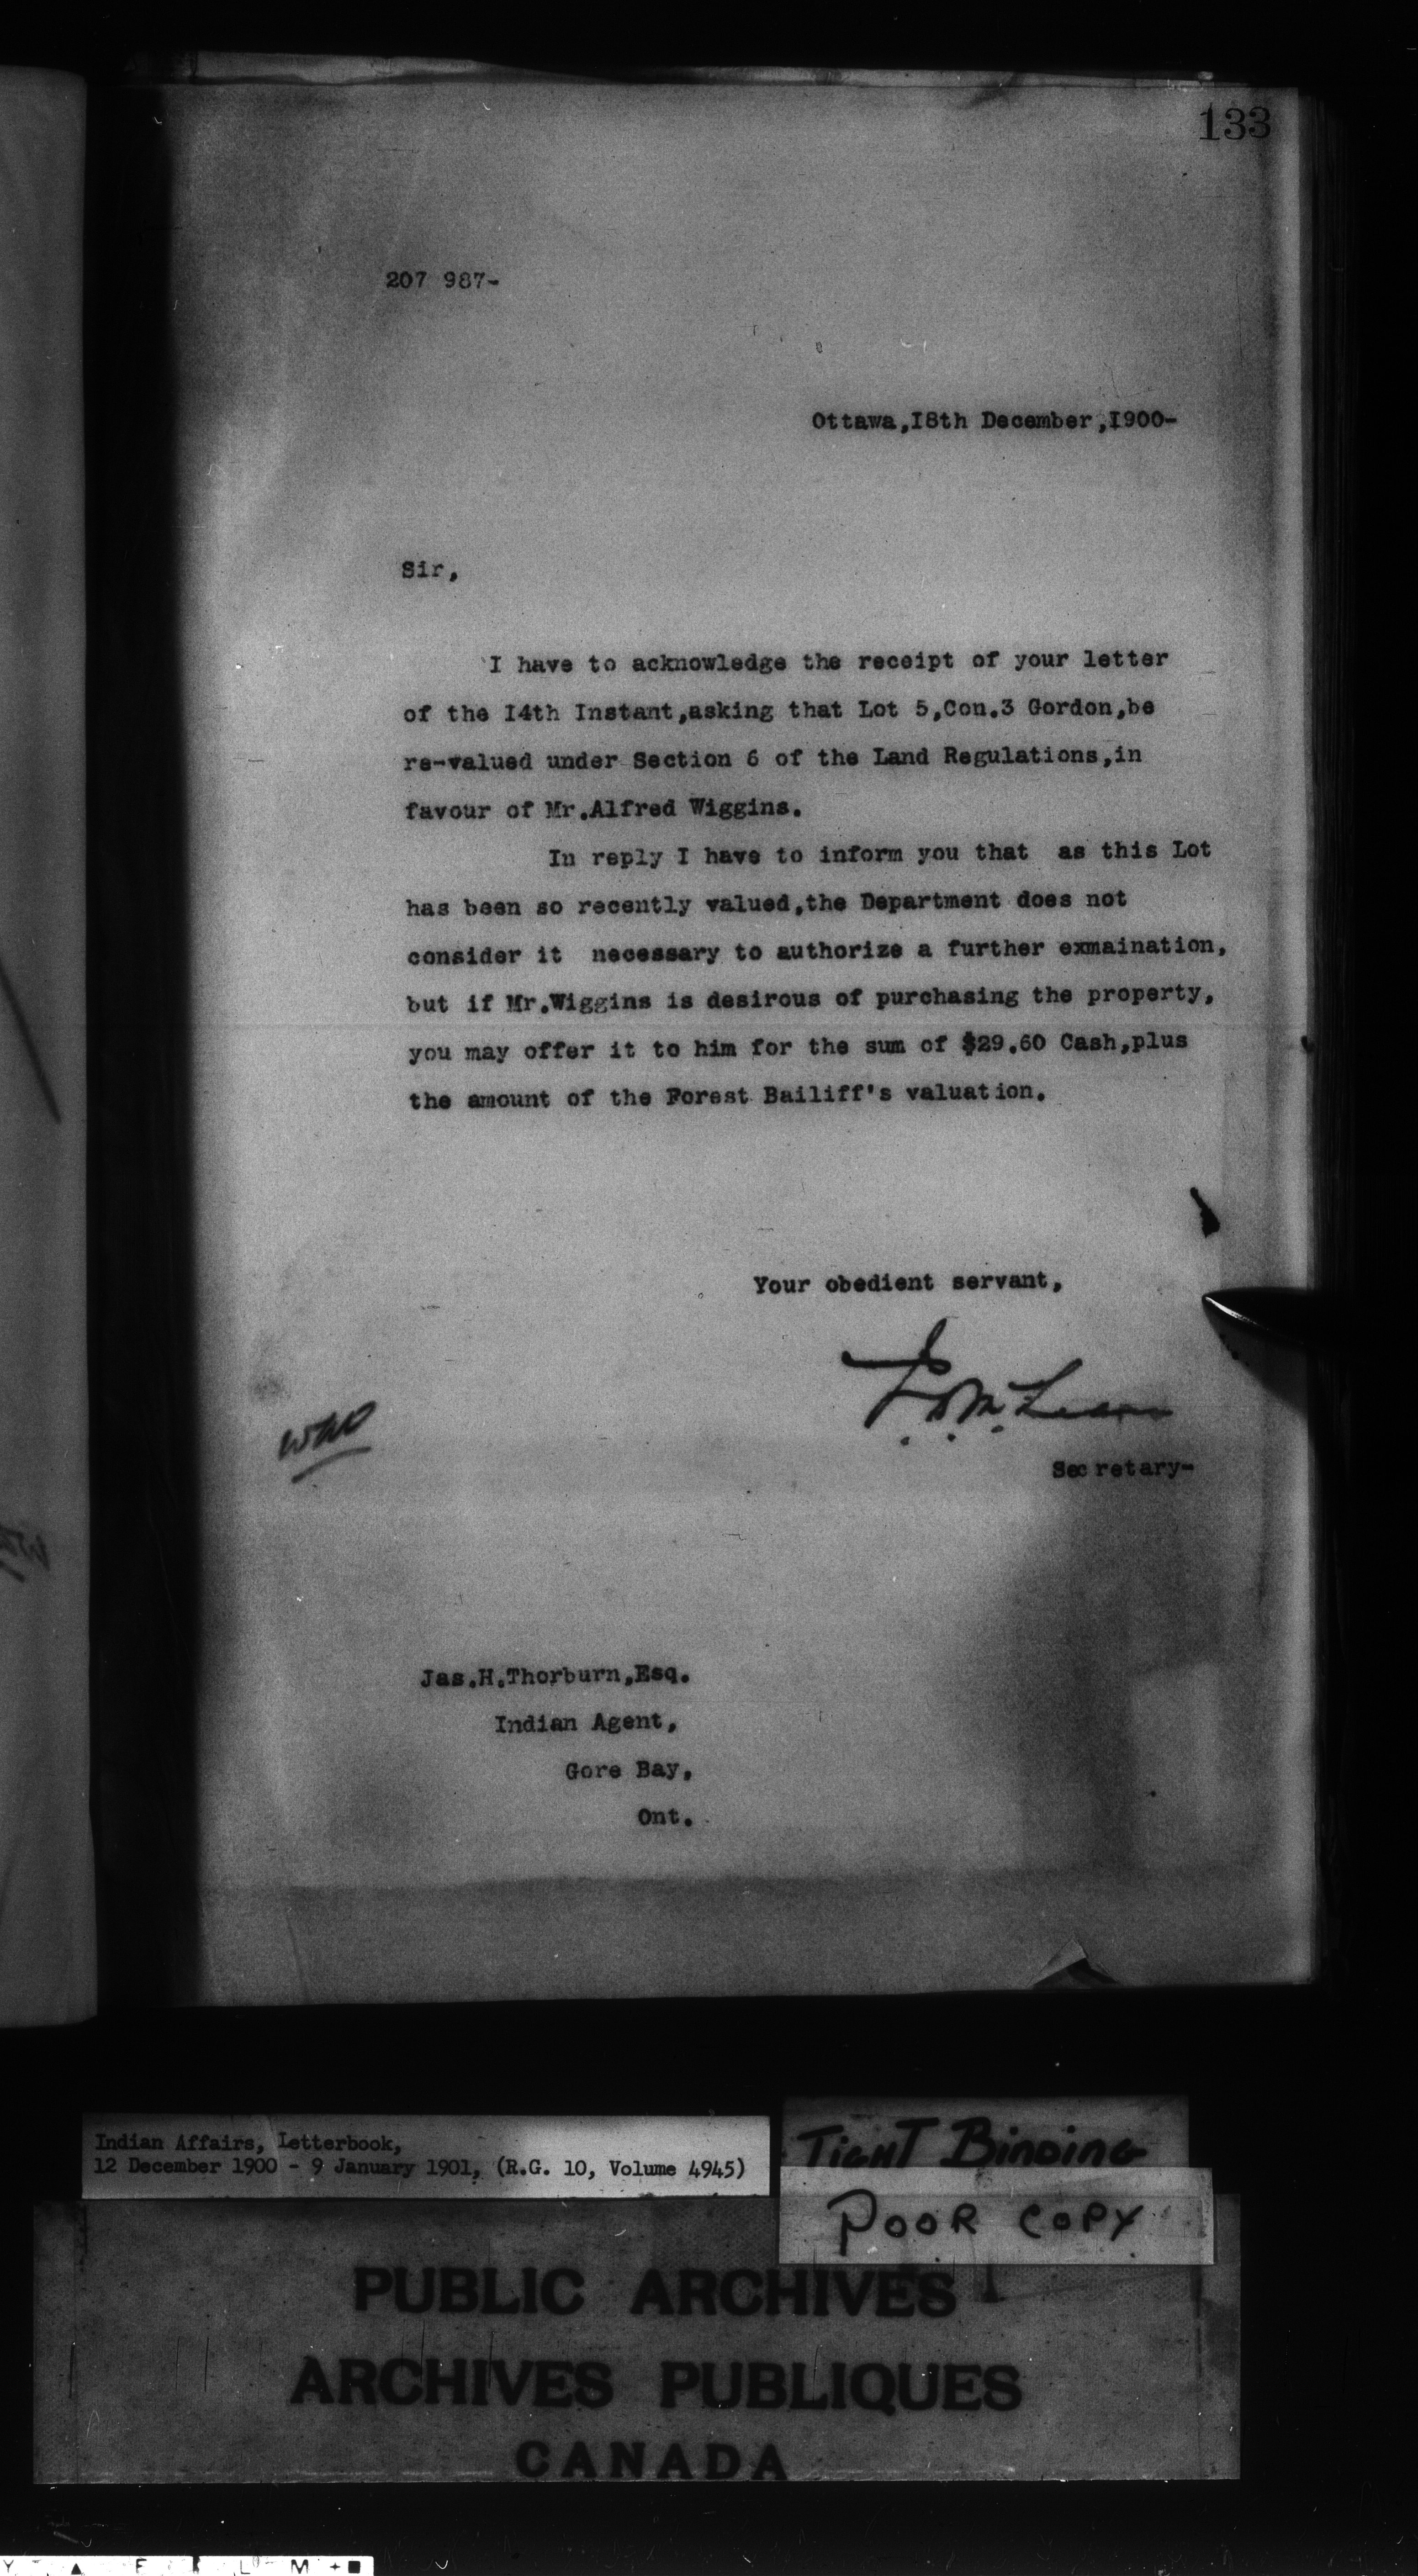 133
207 987-
Ottawa,I8th December,I900-
Sir,
I have to acknowledge the receipt of your letter
of the I4th Instant,asking that Lot 5,Con.3 Gordon,be
re-valued under Section 6 of the Land Regulations,in
favour of Mr.Alfred Wiggins.
In reply I have to inform you that as this Lot
has been so recently valued,the Department does not
consider it necessary to authorize a further exmaination,
but if Mr.Wiggins is desirous of purchasing the property,
you may offer it to him for the sum of $29.60 Cash,plus
the amount of the Forest Bailiff's valuation.
Your obedient servant,
J.D.McLean
Secretary-
Jas.H.Thorburn,Esq.
Indian Agent,
Gore Bay,
Ont.
Indian Affairs, Letterbook,
12 December 1900 - 9 January 1901, (R.G. 10, Volume 4945)
TIGHT BINDING
POOR COPY
PUBLIC ARCHIVES
ARCHIVES PUBLIQUES
CANADA